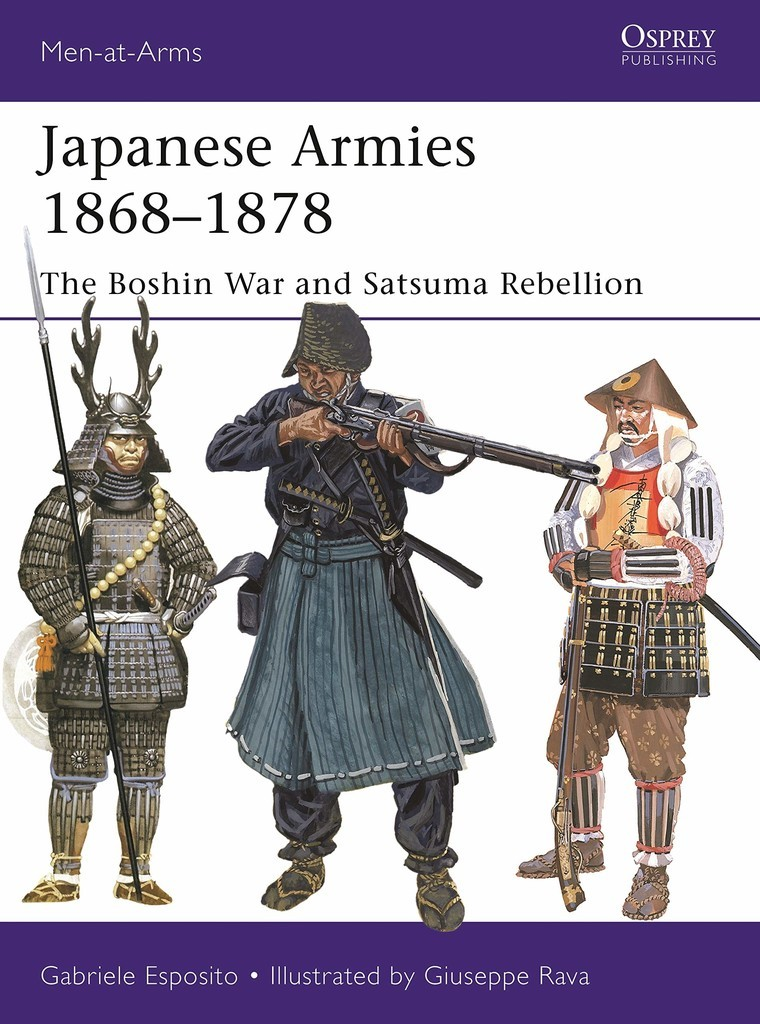 Men-at-Arms
OSPREY
PUBLISHING
Japanese Armies
1868–1878
The Boshin War and Satsuma Rebellion
Gabriele Esposito • Illustrated by Giuseppe Rava